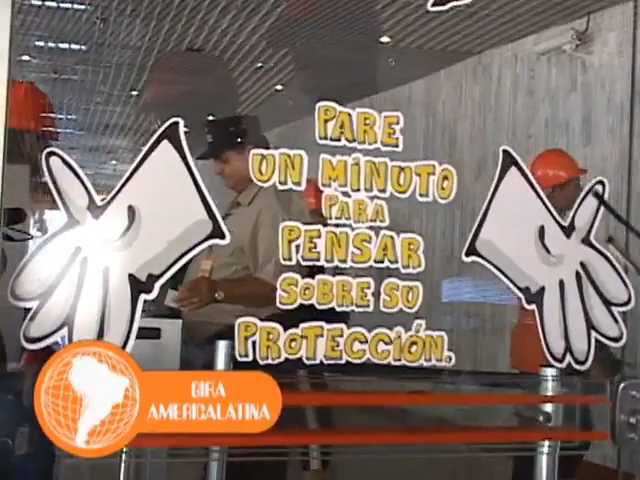 PARE
UN MINUTO
PARA
PENSAR
SOBRE SU
PROTECCIÓN.
GIRA
AMERICALATINA